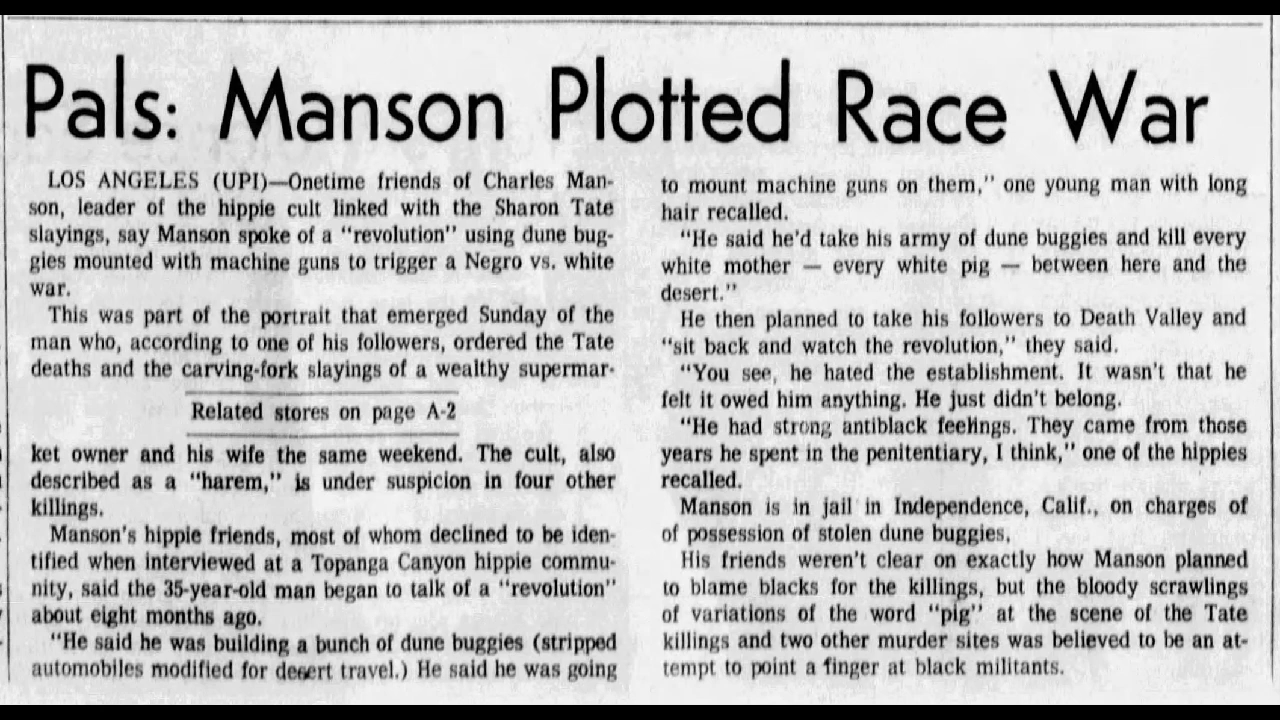 Pals: Manson Plotted Race War
LOS ANGELES (UPI)—Onetime friends of Charles Man-
son, leader of the hippie cult linked with the Sharon Tate
slayings, say Manson spoke of a "revolution" using dune bug-
gies mounted with machine guns to trigger a Negro vs. white
war.
This was part of the portrait that emerged Sunday of the
man who, according to one of his followers, ordered the Tate
deaths and the carving-fork slayings of a wealthy supermar-
Related stores on page A-2
ket owner and his wife the same weekend. The cult, also
described as a "harem," is under suspicion in four other
killings.
Manson's hippie friends, most of whom declined to be iden-
tified when interviewed at a Topanga Canyon hippie commu-
nity, said the 35-year-old man began to talk of a "revolution"
about eight months ago.
"He said he was building a bunch of dune buggies (stripped
automobiles modified for desert travel.) He said he was going
to mount machine guns on them," one young man with long
hair recalled.
"He said he'd take his army of dune buggies and kill every
white mother — every white pig — between here and the
desert."
He then planned to take his followers to Death Valley and
"sit back and watch the revolution," they said.
"You see, he hated the establishment. It wasn't that he
felt it owed him anything. He just didn't belong.
"He had strong antiblack feelings. They came from those
years he spent in the penitentiary, I think," one of the hippies
recalled.
Manson is in jail in Independence, Calif., on charges of
of possession of stolen dune buggies.
His friends weren't clear on exactly how Manson planned
to blame blacks for the killings, but the bloody scrawlings
of variations of the word "pig" at the scene of the Tate
killings and two other murder sites was believed to be an at-
tempt to point a finger at black militants.